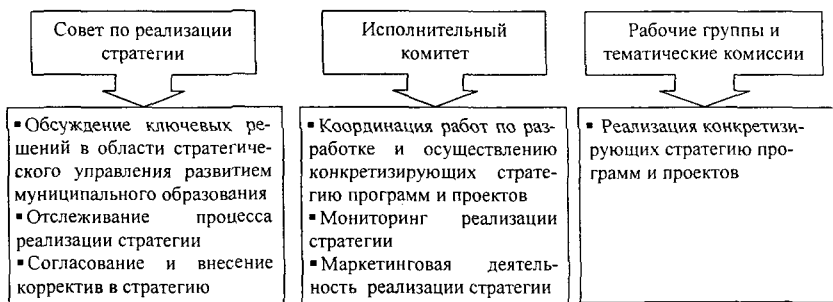 Совет по реализации
стратегии
Исполнительный
комитет
Рабочие группы и
тематические комиссии
▪ Обсуждение ключевых ре-
шений в области стратегиче-
ского управления развитием
муниципального образования
▪ Отслеживание процесса
реализации стратегии
▪ Согласование и внесение
корректив в стратегию
▪ Координация работ по раз-
работке и осуществлению
конкретизирующих страте-
гию программ и проектов
▪ Мониторинг реализации
стратегии
▪ Маркетинговая деятель-
ность реализации стратегии
▪ Реализация конкретизи-
рующих стратегию про-
грамм и проектов